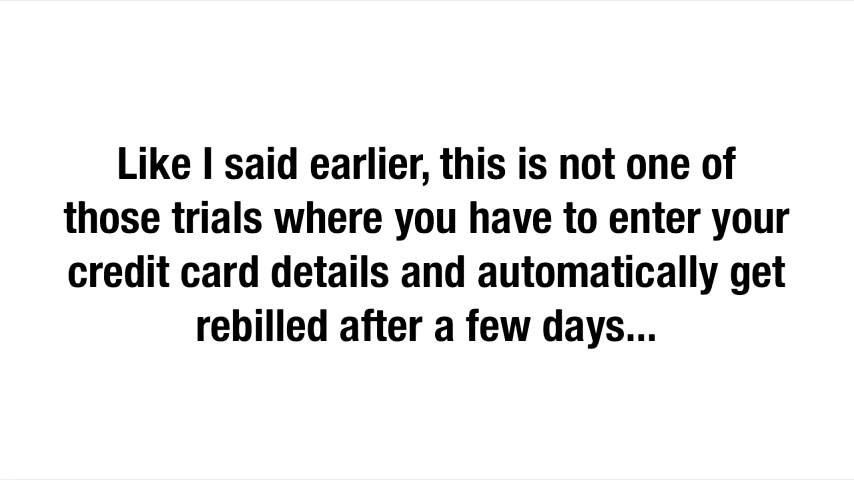 Like I said earlier, this is not one of
those trials where you have to enter your
credit card details and automatically get
rebilled after a few days...